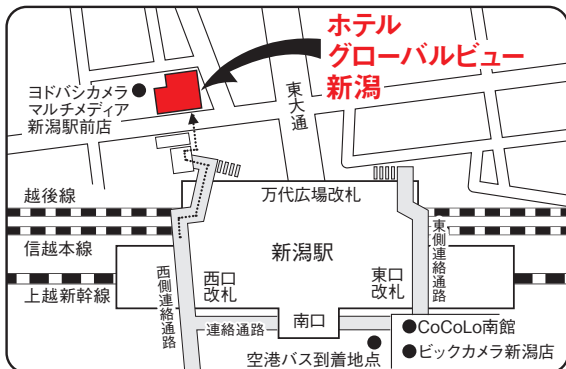 ホテル
グローバルビュー
新潟
ヨドバシカメラ
マルチメディア
新潟駅前店
東大通
万代広場改札
越後線
信越本線
上越新幹線
新潟駅
西口
改札
東口
改札
西側連絡通路
東側連絡通路
南口
連絡通路
空港バス到着地点
●CoCoLo南館
●ビックカメラ新潟店